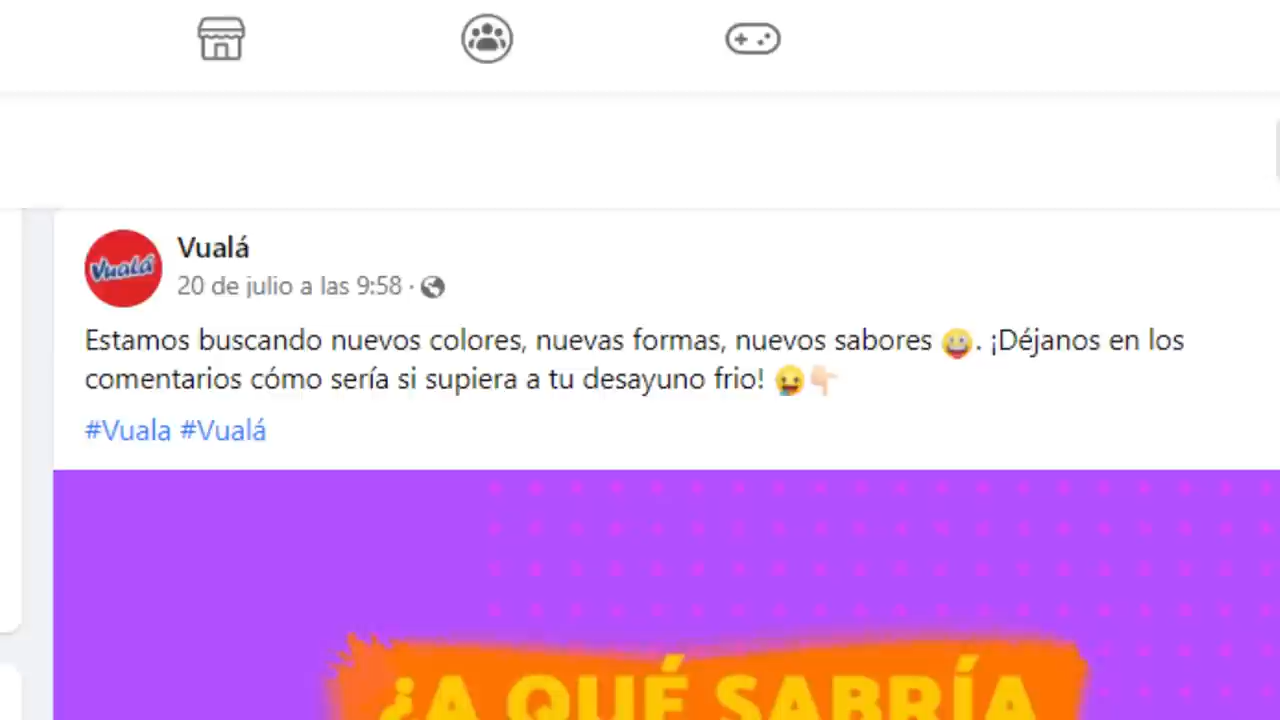 Vualá
Vualá
20 de julio a las 9:58 ·
Estamos buscando nuevos colores, nuevas formas, nuevos sabores 🤪. ¡Déjanos en los
comentarios cómo sería si supiera a tu desayuno frio! 🤪👇🏻
#Vuala #Vualá
¿A QUÉ SABRÍA